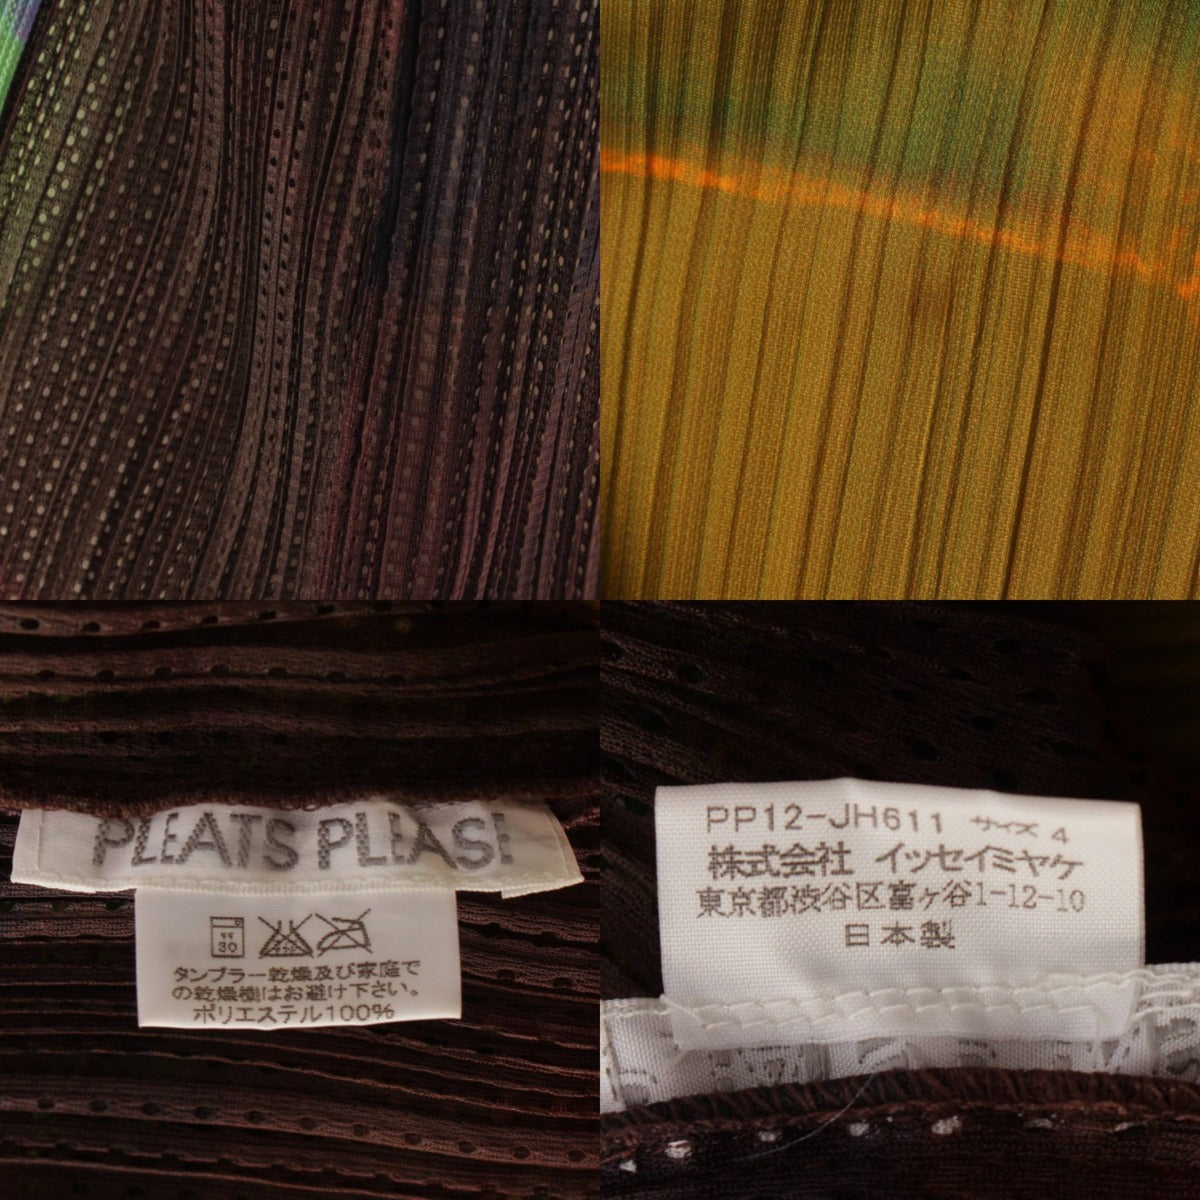 PLEATS PLEASE
11
30
タンブラー乾燥及び家庭で
の乾燥機はお避け下さい。
ポリエステル100%
PP12-JH611 サイズ 4
株式会社 イッセイミヤケ
東京都渋谷区富ヶ谷1-12-10
日本製